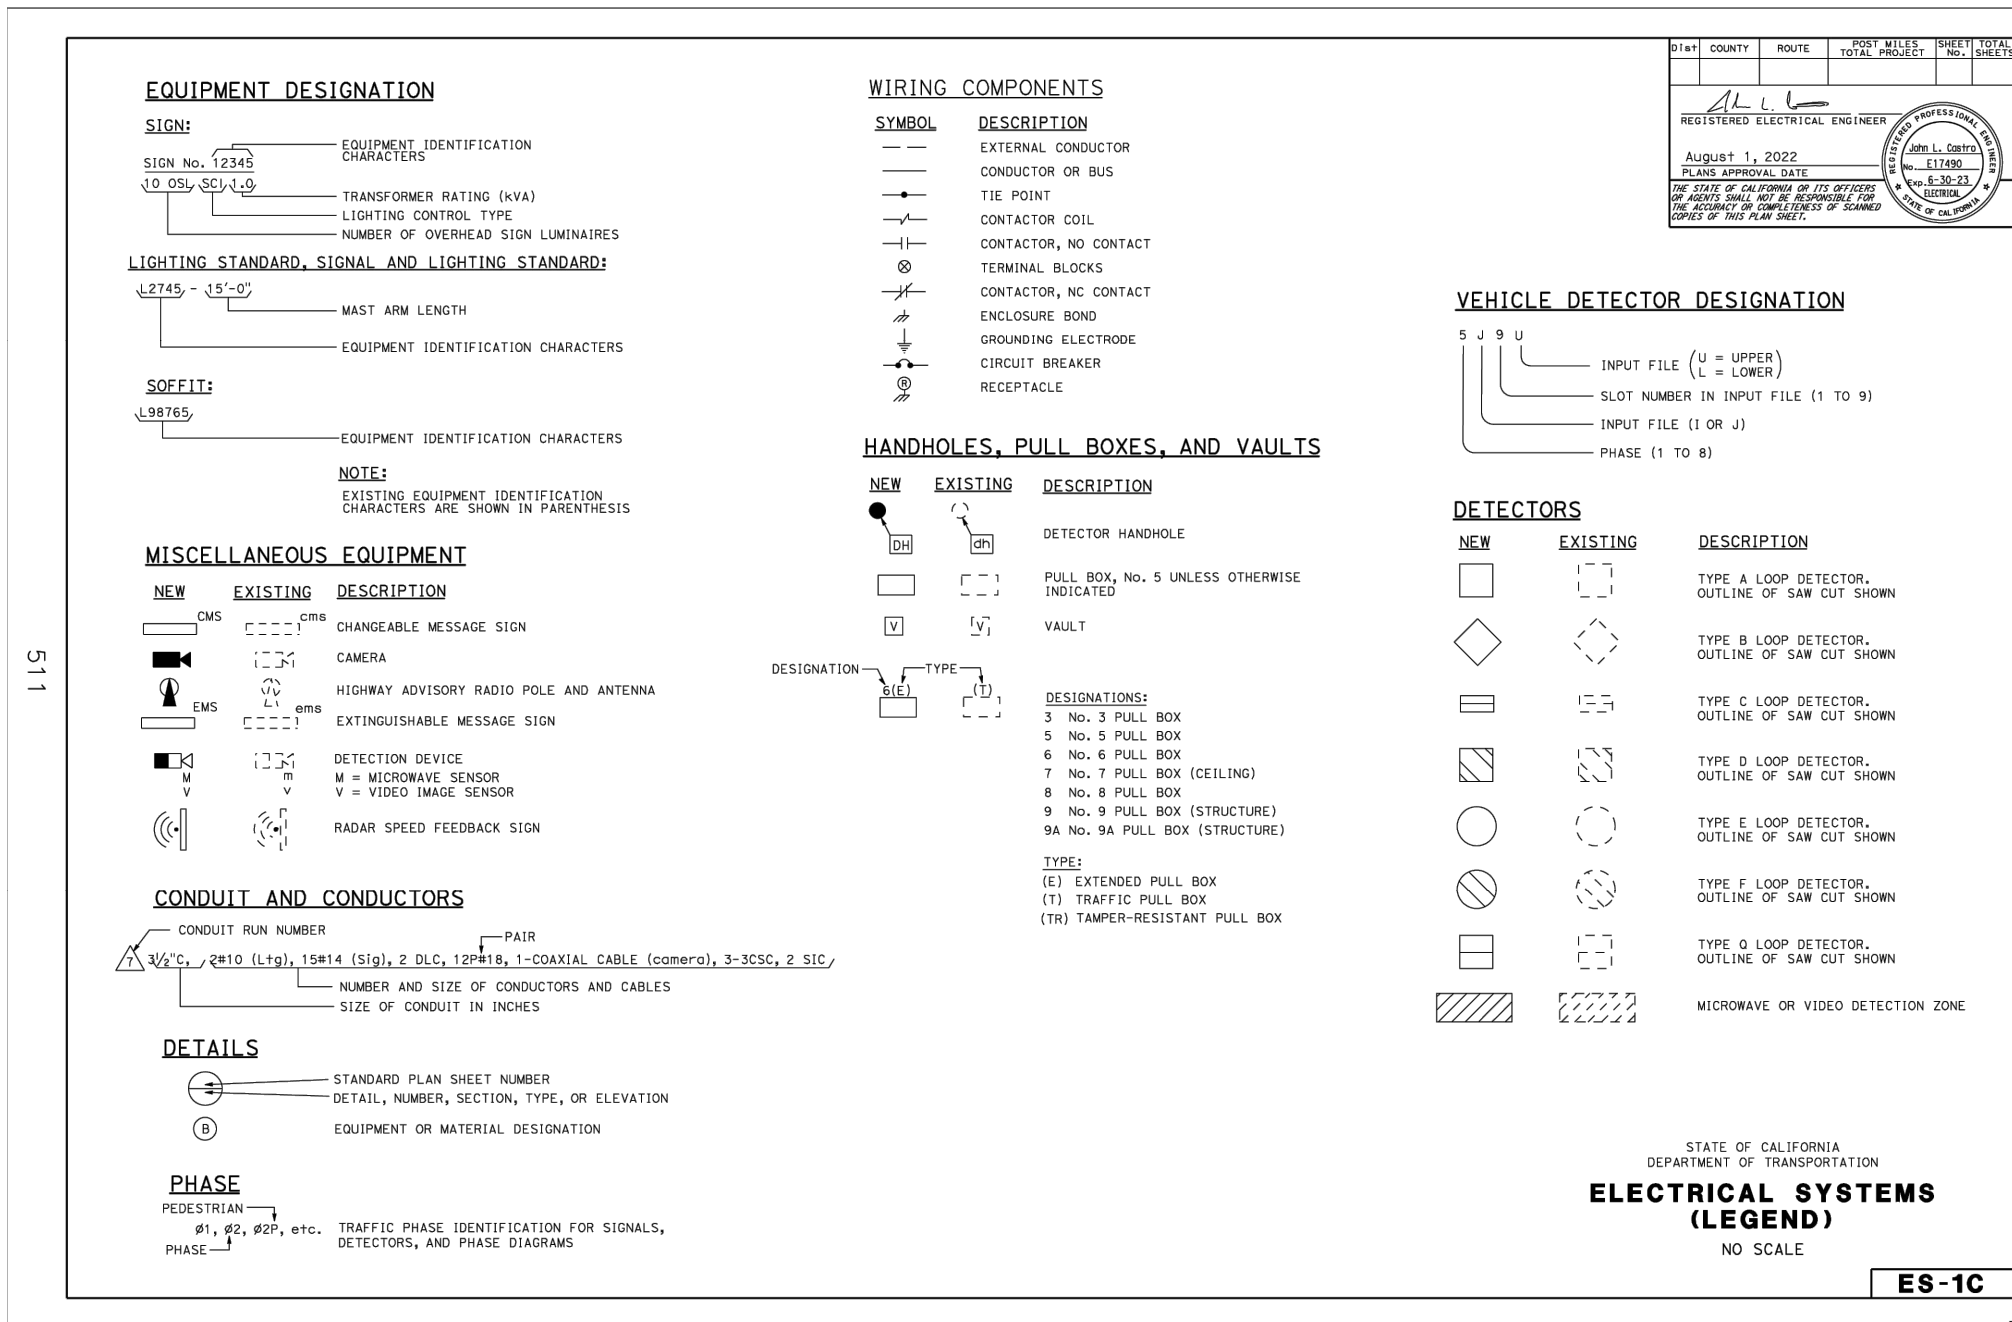 Dist COUNTY ROUTE POST MILES TOTAL PROJECT SHEET No. TOTAL SHEETS
REGISTERED ELECTRICAL ENGINEER
August 1, 2022
PLANS APPROVAL DATE
THE STATE OF CALIFORNIA OR ITS OFFICERS
OR AGENTS SHALL NOT BE RESPONSIBLE FOR
THE ACCURACY OR COMPLETENESS OF SCANNED
COPIES OF THIS PLAN SHEET.
REGISTERED PROFESSIONAL ENGINEER
John L. Castro
No. E17490
Exp. 6-30-23
ELECTRICAL
STATE OF CALIFORNIA
EQUIPMENT DESIGNATION
SIGN:
EQUIPMENT IDENTIFICATION
CHARACTERS
SIGN No. 12345
10 OSL, SCI, 1.0
TRANSFORMER RATING (kVA)
LIGHTING CONTROL TYPE
NUMBER OF OVERHEAD SIGN LUMINAIRES
LIGHTING STANDARD, SIGNAL AND LIGHTING STANDARD:
L2745 - 15'-0"
MAST ARM LENGTH
EQUIPMENT IDENTIFICATION CHARACTERS
SOFFIT:
L98765
EQUIPMENT IDENTIFICATION CHARACTERS
NOTE:
EXISTING EQUIPMENT IDENTIFICATION
CHARACTERS ARE SHOWN IN PARENTHESIS
MISCELLANEOUS EQUIPMENT
NEW EXISTING DESCRIPTION
CMS cms CHANGEABLE MESSAGE SIGN
CAMERA
HIGHWAY ADVISORY RADIO POLE AND ANTENNA
EMS ems EXTINGUISHABLE MESSAGE SIGN
DETECTION DEVICE
M m M = MICROWAVE SENSOR
V v V = VIDEO IMAGE SENSOR
RADAR SPEED FEEDBACK SIGN
CONDUIT AND CONDUCTORS
CONDUIT RUN NUMBER
PAIR
7 3½"C, 2#10 (Ltg), 15#14 (Sig), 2 DLC, 12P#18, 1-COAXIAL CABLE (camera), 3-3CSC, 2 SIC
NUMBER AND SIZE OF CONDUCTORS AND CABLES
SIZE OF CONDUIT IN INCHES
DETAILS
STANDARD PLAN SHEET NUMBER
DETAIL, NUMBER, SECTION, TYPE, OR ELEVATION
B EQUIPMENT OR MATERIAL DESIGNATION
PHASE
PEDESTRIAN
Ø1, Ø2, Ø2P, etc. TRAFFIC PHASE IDENTIFICATION FOR SIGNALS,
DETECTORS, AND PHASE DIAGRAMS
PHASE
WIRING COMPONENTS
SYMBOL DESCRIPTION
EXTERNAL CONDUCTOR
CONDUCTOR OR BUS
TIE POINT
CONTACTOR COIL
CONTACTOR, NO CONTACT
TERMINAL BLOCKS
CONTACTOR, NC CONTACT
ENCLOSURE BOND
GROUNDING ELECTRODE
CIRCUIT BREAKER
R RECEPTACLE
HANDHOLES, PULL BOXES, AND VAULTS
NEW EXISTING DESCRIPTION
DH dh DETECTOR HANDHOLE
PULL BOX, No. 5 UNLESS OTHERWISE
INDICATED
V V VAULT
DESIGNATION TYPE
6(E) (T)
DESIGNATIONS:
3 No. 3 PULL BOX
5 No. 5 PULL BOX
6 No. 6 PULL BOX
7 No. 7 PULL BOX (CEILING)
8 No. 8 PULL BOX
9 No. 9 PULL BOX (STRUCTURE)
9A No. 9A PULL BOX (STRUCTURE)
TYPE:
(E) EXTENDED PULL BOX
(T) TRAFFIC PULL BOX
(TR) TAMPER-RESISTANT PULL BOX
VEHICLE DETECTOR DESIGNATION
5 J 9 U
INPUT FILE (U = UPPER
L = LOWER)
SLOT NUMBER IN INPUT FILE (1 TO 9)
INPUT FILE (I OR J)
PHASE (1 TO 8)
DETECTORS
NEW EXISTING DESCRIPTION
TYPE A LOOP DETECTOR.
OUTLINE OF SAW CUT SHOWN
TYPE B LOOP DETECTOR.
OUTLINE OF SAW CUT SHOWN
TYPE C LOOP DETECTOR.
OUTLINE OF SAW CUT SHOWN
TYPE D LOOP DETECTOR.
OUTLINE OF SAW CUT SHOWN
TYPE E LOOP DETECTOR.
OUTLINE OF SAW CUT SHOWN
TYPE F LOOP DETECTOR.
OUTLINE OF SAW CUT SHOWN
TYPE Q LOOP DETECTOR.
OUTLINE OF SAW CUT SHOWN
MICROWAVE OR VIDEO DETECTION ZONE
STATE OF CALIFORNIA
DEPARTMENT OF TRANSPORTATION
ELECTRICAL SYSTEMS
(LEGEND)
NO SCALE
ES-1C
511